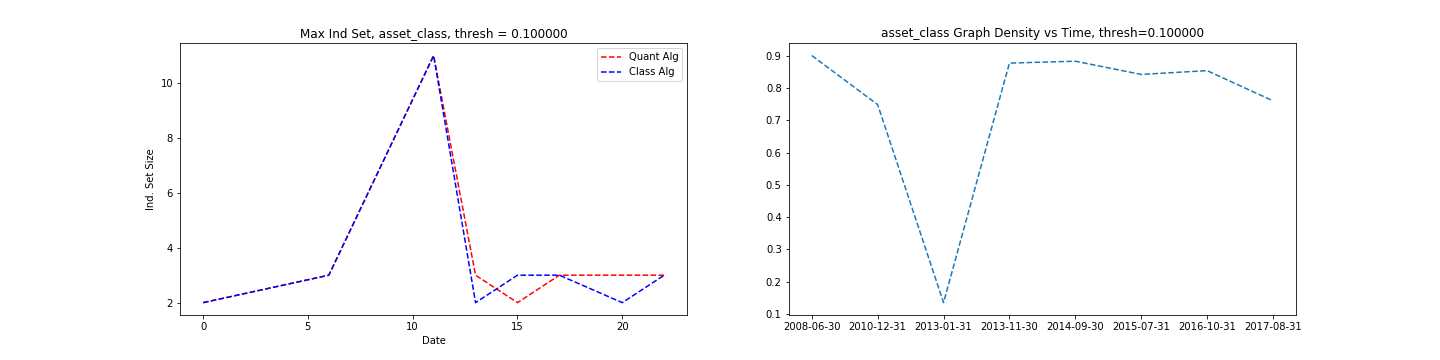 Max Ind Set, asset_class, thresh = 0.100000
Quant Alg
Class Alg
10
8
6
4
2
Ind. Set Size
0 5 10 15 20
Date
asset_class Graph Density vs Time, thresh=0.100000
0.9
0.8
0.7
0.6
0.5
0.4
0.3
0.2
0.1
2008-06-30 2010-12-31 2013-01-31 2013-11-30 2014-09-30 2015-07-31 2016-10-31 2017-08-31